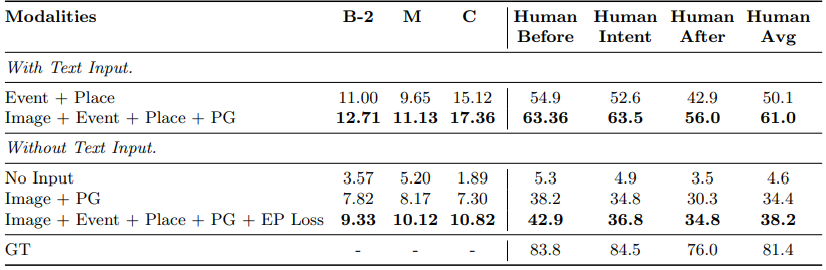 Modalities B-2 M C Human Human Human Human
Before Intent After Avg
With Text Input.
Event + Place 11.00 9.65 15.12 54.9 52.6 42.9 50.1
Image + Event + Place + PG 12.71 11.13 17.36 63.36 63.5 56.0 61.0
Without Text Input.
No Input 3.57 5.20 1.89 5.3 4.9 3.5 4.6
Image + PG 7.82 8.17 7.30 38.2 34.8 30.3 34.4
Image + Event + Place + PG + EP Loss 9.33 10.12 10.82 42.9 36.8 34.8 38.2
GT - - - 83.8 84.5 76.0 81.4